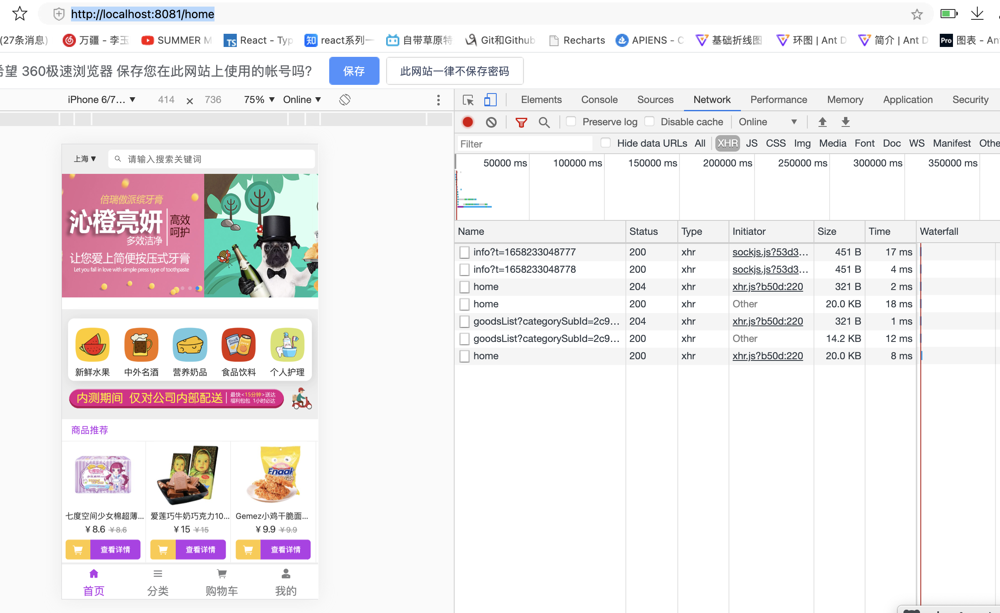 http://localhost:8081/home
(27条消息) 万疆 - 李玉 SUMMER M React - Typ react系列一 自带草原特 Git和Github Recharts APIENS - C 基础折线图 环图 | Ant D 简介 | Ant D 图表 - An
希望 360极速浏览器 保存您在此网站上使用的帐号吗? 保存 此网站一律不保存密码
iPhone 6/7… ▼ 414 × 736 75% ▼ Online ▼
Elements Console Sources Network Performance Memory Application Security
Preserve log Disable cache Online ▼
Filter Hide data URLs All XHR JS CSS Img Media Font Doc WS Manifest Othe
50000 ms 100000 ms 150000 ms 200000 ms 250000 ms 300000 ms 350000 ms
Name Status Type Initiator Size Time Waterfall
info?t=1658233048777 200 xhr sockjs.js?53d3… 451 B 17 ms
info?t=1658233048778 200 xhr sockjs.js?53d3… 451 B 4 ms
home 204 xhr xhr.js?b50d:220 321 B 2 ms
home 200 xhr Other 20.0 KB 18 ms
goodsList?categorySubId=2c9… 204 xhr xhr.js?b50d:220 321 B 1 ms
goodsList?categorySubId=2c9… 200 xhr Other 14.2 KB 12 ms
home 200 xhr xhr.js?b50d:220 20.0 KB 8 ms
上海▼ 请输入搜索关键词
倍瑞傲派缤牙膏
沁橙亮妍 高效
呵护
多效洁净
让您爱上简便按压式牙膏
Let you fall in love with simple press type of toothpaste
新鲜水果 中外名酒 营养奶品 食品饮料 个人护理
内测期间 仅对公司内部配送 最快<15分钟>送达
福利包包 1小时必达
商品推荐
七度空间少女棉超薄... 爱莲巧牛奶巧克力10... Gemez小鸡干脆面...
¥8.6 ¥8.6 ¥15 ¥15 ¥9.9 ¥9.9
查看详情 查看详情 查看详情
首页 分类 购物车 我的